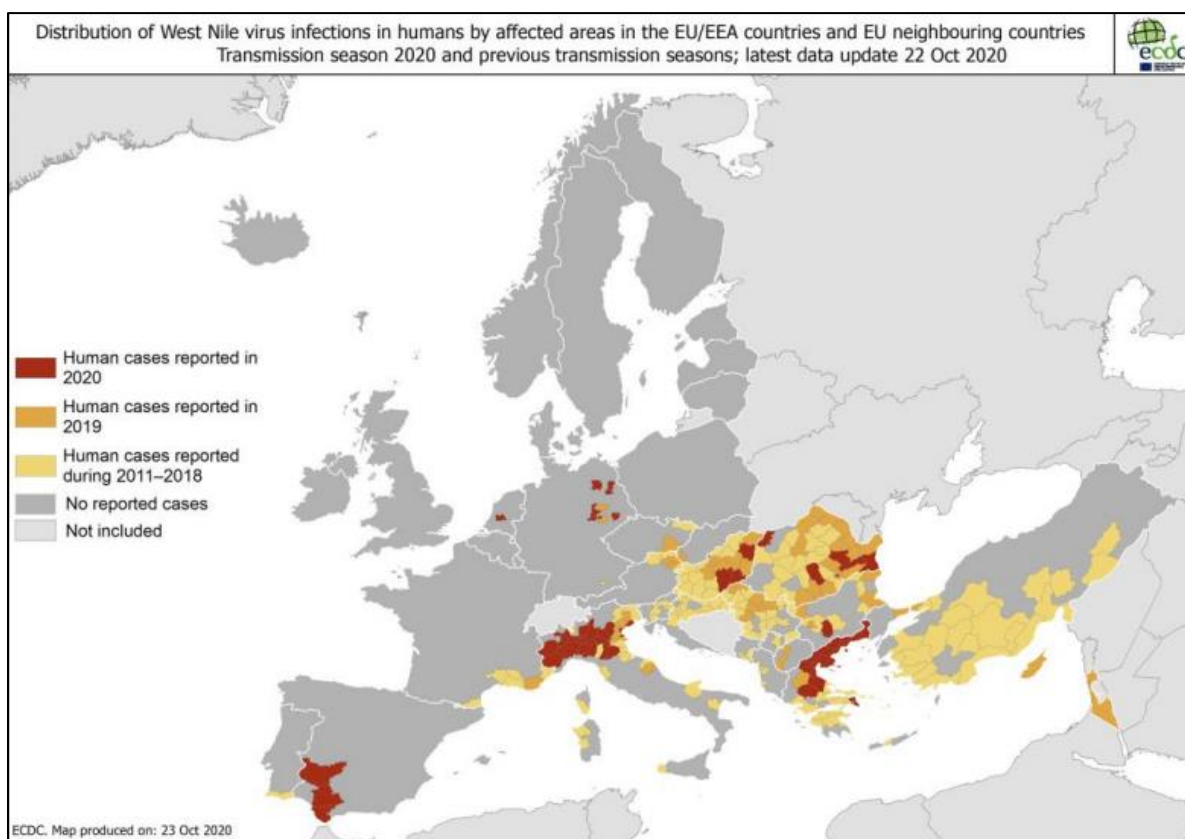 Distribution of West Nile virus infections in humans by affected areas in the EU/EEA countries and EU neighbouring countries
Transmission season 2020 and previous transmission seasons; latest data update 22 Oct 2020
ecdc
Human cases reported in
2020
Human cases reported in
2019
Human cases reported
during 2011–2018
No reported cases
Not included
ECDC. Map produced on: 23 Oct 2020